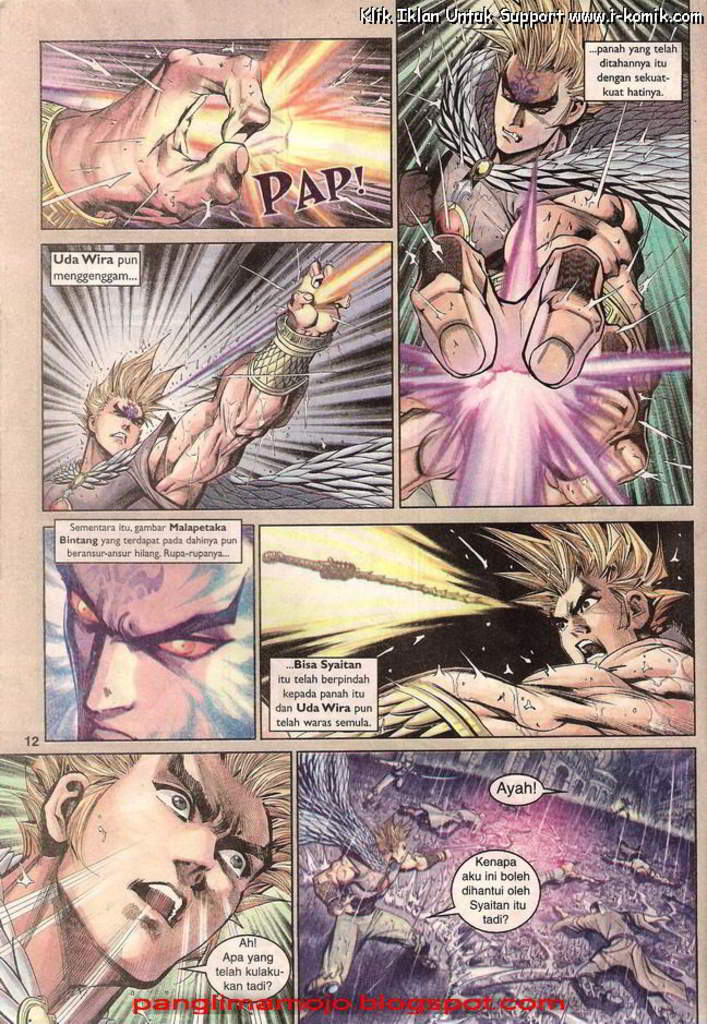 Klik Iklan Untuk Support www.i-komik.com
PAP!
...panah yang telah
ditahannya itu
dengan sekuat-
kuat hatinya.
Uda Wira pun
menggenggam...
Sementara itu, gambar Malapetaka
Bintang yang terdapat pada dahinya pun
beransur-ansur hilang. Rupa-rupanya...
...Bisa Syaitan
itu telah berpindah
kepada panah itu
dan Uda Wira pun
telah waras semula.
12
Ah!
Apa yang
telah kulaku-
kan tadi?
Ayah!
Kenapa
aku ini boleh
dihantui oleh
Syaitan itu
tadi?
panglimamojo.blogspot.com